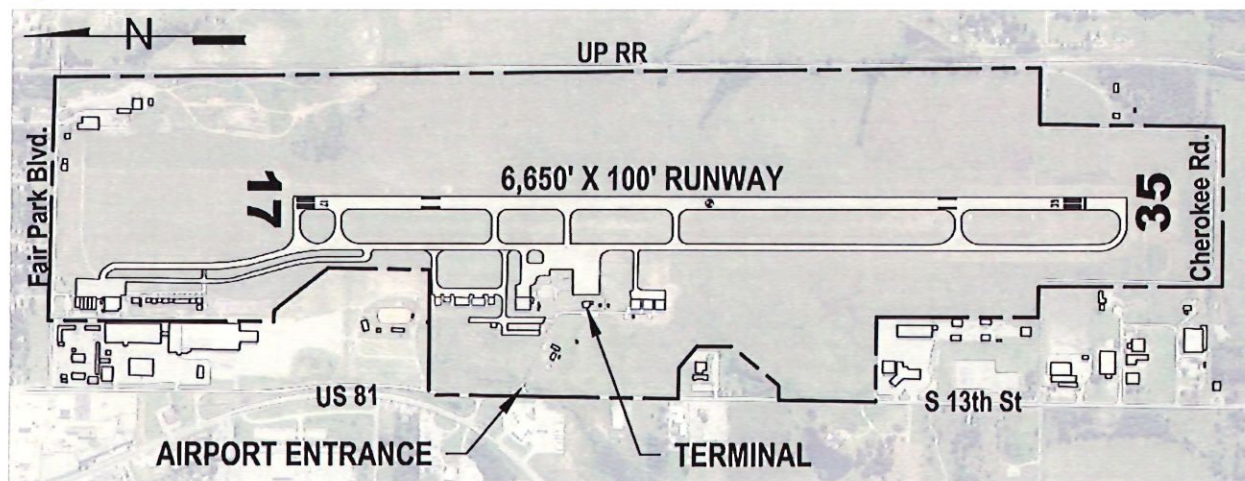 N
UP RR
Fair Park Blvd.
17
6,650' X 100' RUNWAY
35
Cherokee Rd.
US 81
S 13th St
AIRPORT ENTRANCE
TERMINAL